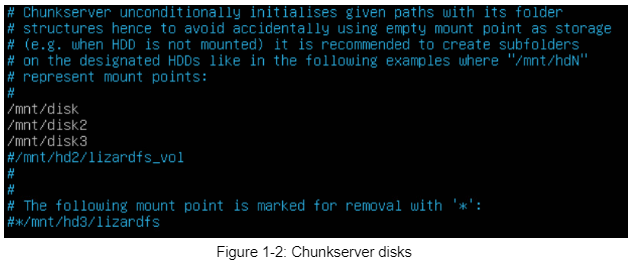 # Chunkserver unconditionally initialises given paths with its folder
# structures hence to avoid accidentally using empty mount point as storage
# (e.g. when HDD is not mounted) it is recommended to create subfolders
# on the designated HDDs like in the following examples where "/mnt/hdN"
# represent mount points:
#
/mnt/disk
/mnt/disk2
/mnt/disk3
#/mnt/hd2/lizardfs_vol
#
#
# The following mount point is marked for removal with '*':
#*/mnt/hd3/lizardfs
Figure 1-2: Chunkserver disks